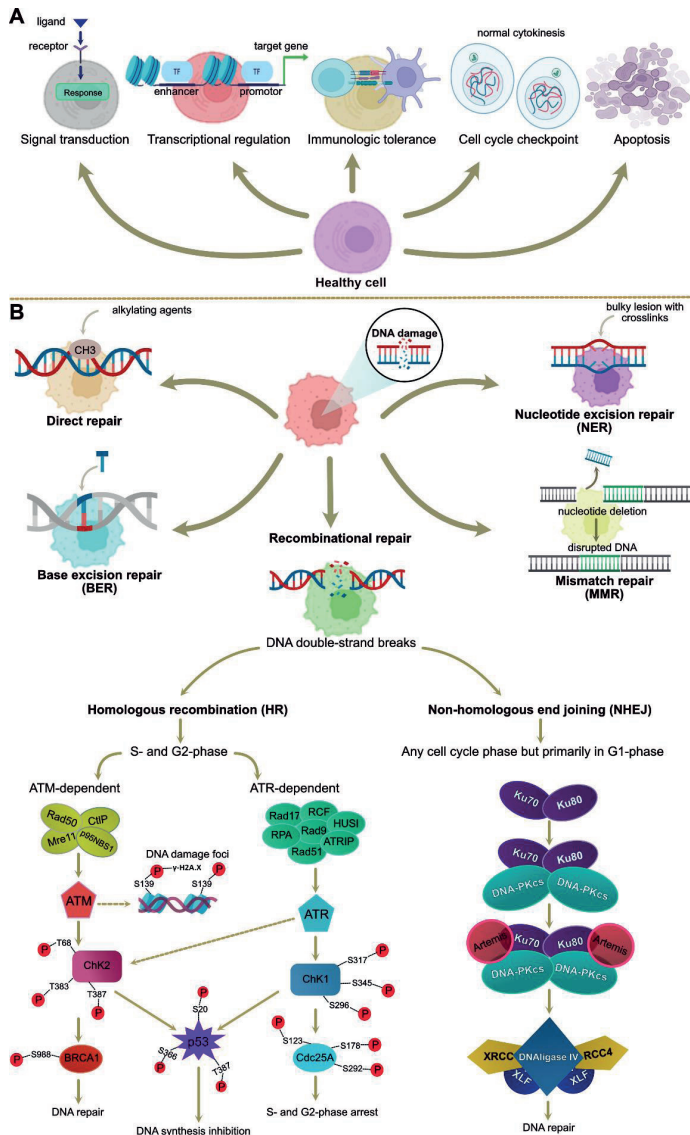 A
ligand
receptor
Response
Signal transduction
TF
TF
target gene
enhancer
promotor
Transcriptional regulation
Immunologic tolerance
normal cytokinesis
Cell cycle checkpoint
Apoptosis
Healthy cell
B
alkylating agents
CH3
Direct repair
DNA damage
bulky lesion with
crosslinks
Nucleotide excision repair
(NER)
Base excision repair
(BER)
nucleotide deletion
disrupted DNA
Mismatch repair
(MMR)
Recombinational repair
DNA double-strand breaks
Homologous recombination (HR)
Non-homologous end joining (NHEJ)
S- and G2-phase
Any cell cycle phase but primarily in G1-phase
ATM-dependent
ATR-dependent
Rad50
CtIP
Mre11
p95NBS1
Rad17
RCF
HUSI
RPA
Rad9
ATRIP
Rad51
DNA damage foci
P
γ-H2A.X
P
S139
S139
ATM
ATR
P
T68
ChK2
T383
P
T387
P
ChK1
S317
P
S345
P
S296
P
P
S20
p53
S366
P
T387
P
P
S988
BRCA1
P
S123
Cdc25A
S178
P
S292
P
DNA repair
DNA synthesis inhibition
S- and G2-phase arrest
Ku70
Ku80
Ku70
Ku80
DNA-PKcs
DNA-PKcs
Artemis
Ku70
Ku80
Artemis
DNA-PKcs
DNA-PKcs
XRCC
DNAligase IV
RCC4
XLF
XLF
DNA repair